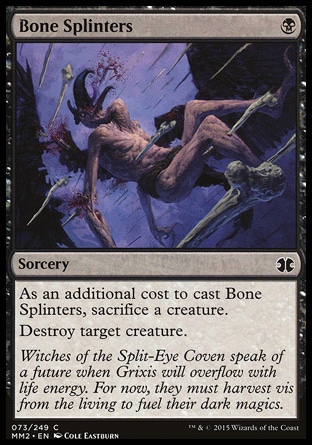 Bone Splinters
Sorcery
As an additional cost to cast Bone
Splinters, sacrifice a creature.
Destroy target creature.
Witches of the Split-Eye Coven speak of
a future when Grixis will overflow with
life energy. For now, they must harvest vis
from the living to fuel their dark magics.
073/249 C
MM2 • EN Cole Eastburn
™ & © 2015 Wizards of the Coast